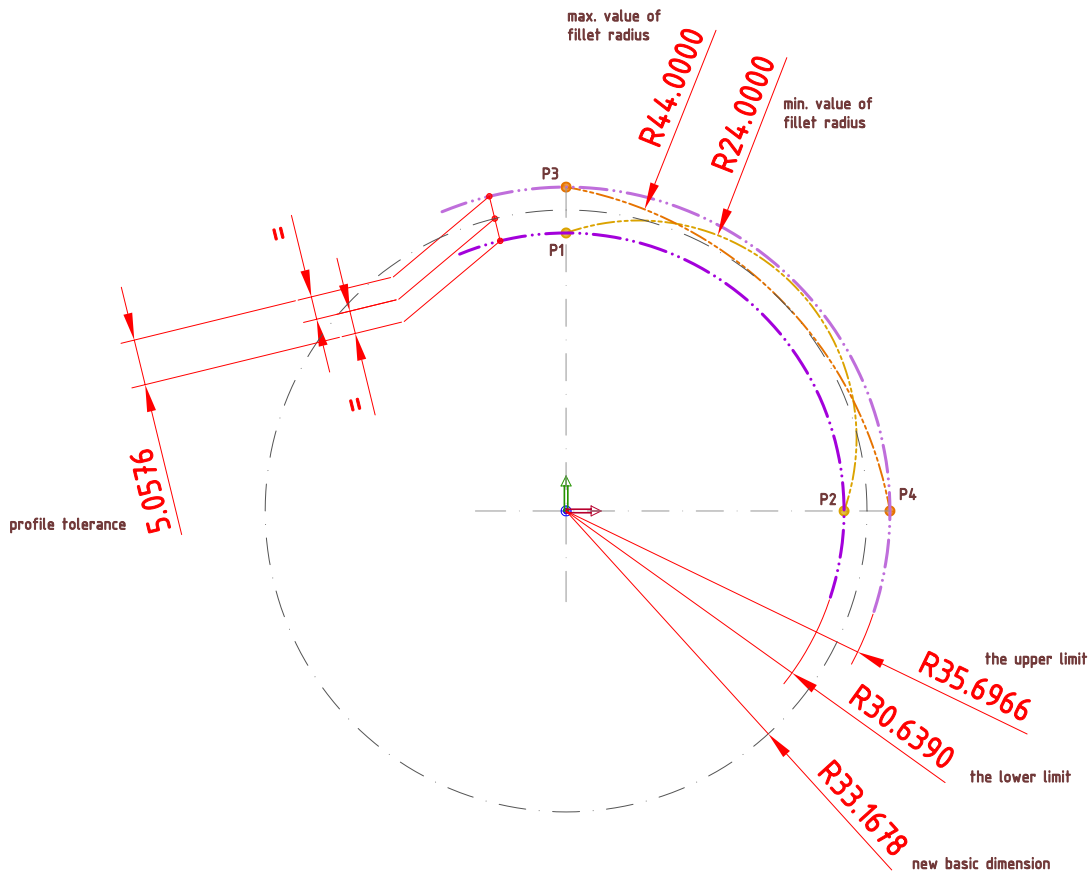 max. value of
fillet radius
R44.0000
R24.0000
min. value of
fillet radius
P3
P1
=
=
5.0576
profile tolerance
P2
P4
the upper limit
R35.6966
R30.6390
the lower limit
R33.1678
new basic dimension